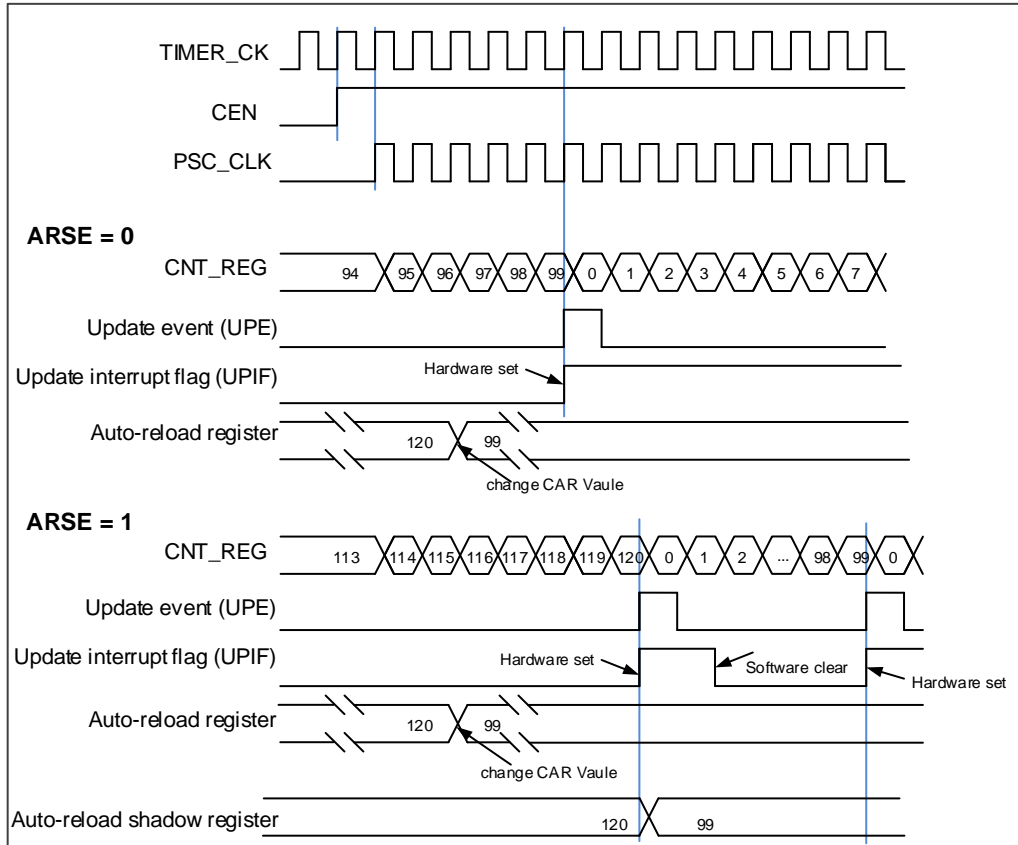 TIMER_CK
CEN
PSC_CLK
ARSE = 0
CNT_REG 94 95 96 97 98 99 0 1 2 3 4 5 6 7
Update event (UPE)
Hardware set
Update interrupt flag (UPIF)
Auto-reload register
120 99
change CAR Vaule
ARSE = 1
CNT_REG 113 114 115 116 117 118 119 120 0 1 2 ... 98 99 0
Update event (UPE)
Update interrupt flag (UPIF) Hardware set Software clear
Hardware set
Auto-reload register
120 99
change CAR Vaule
Auto-reload shadow register 120 99